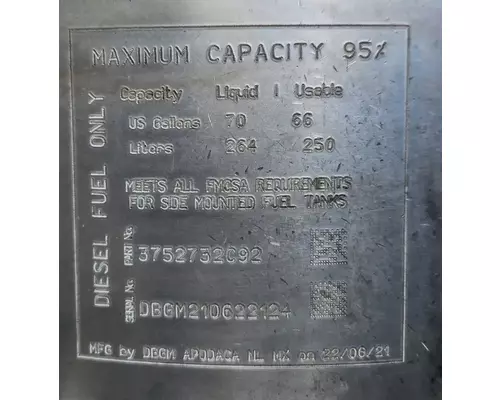 MAXIMUM CAPACITY 95%
Capacity Liquid | Usable
US Gallons 70 66
Liters 264 250
MEETS ALL FMCSA REQUIREMENTS
FOR SIDE MOUNTED FUEL TANKS
DIESEL FUEL ONLY
PART NO. 3752732C92
SERIAL NO. DBGM210622124
MFG by DBGM APODACA NL MX on 22/06/21